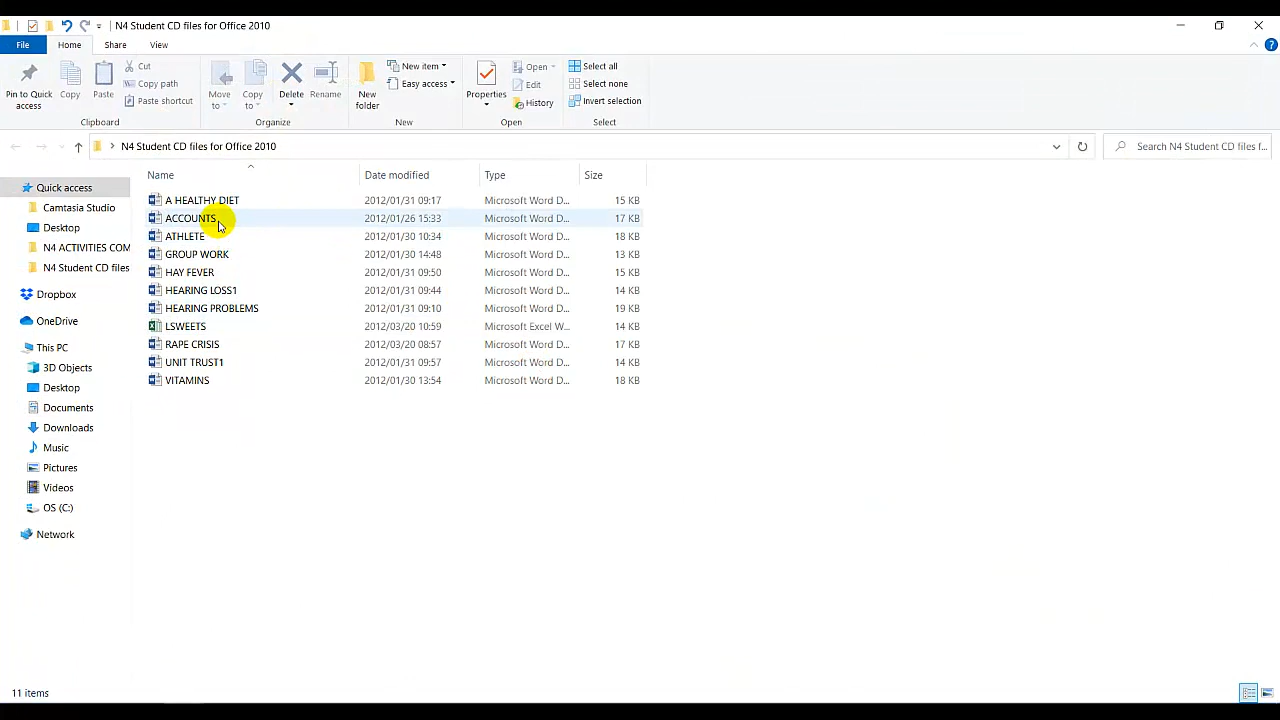 N4 Student CD files for Office 2010
File Home Share View
Pin to Quick access
Copy
Paste
Cut
Copy path
Paste shortcut
Move to
Copy to
Delete
Rename
New folder
New item
Easy access
Properties
Open
Edit
History
Select all
Select none
Invert selection
Clipboard Organize New Open Select
N4 Student CD files for Office 2010
Search N4 Student CD files f...
Name Date modified Type Size
A HEALTHY DIET 2012/01/31 09:17 Microsoft Word D... 15 KB
ACCOUNTS 2012/01/26 15:33 Microsoft Word D... 17 KB
ATHLETE 2012/01/30 10:34 Microsoft Word D... 18 KB
GROUP WORK 2012/01/30 14:48 Microsoft Word D... 13 KB
HAY FEVER 2012/01/31 09:50 Microsoft Word D... 15 KB
HEARING LOSS1 2012/01/31 09:44 Microsoft Word D... 14 KB
HEARING PROBLEMS 2012/01/31 09:10 Microsoft Word D... 19 KB
LSWEETS 2012/03/20 10:59 Microsoft Excel W... 14 KB
RAPE CRISIS 2012/03/20 08:57 Microsoft Word D... 17 KB
UNIT TRUST1 2012/01/31 09:57 Microsoft Word D... 14 KB
VITAMINS 2012/01/30 13:54 Microsoft Word D... 18 KB
Quick access
Camtasia Studio
Desktop
N4 ACTIVITIES COM
N4 Student CD files
Dropbox
OneDrive
This PC
3D Objects
Desktop
Documents
Downloads
Music
Pictures
Videos
OS (C:)
Network
11 items